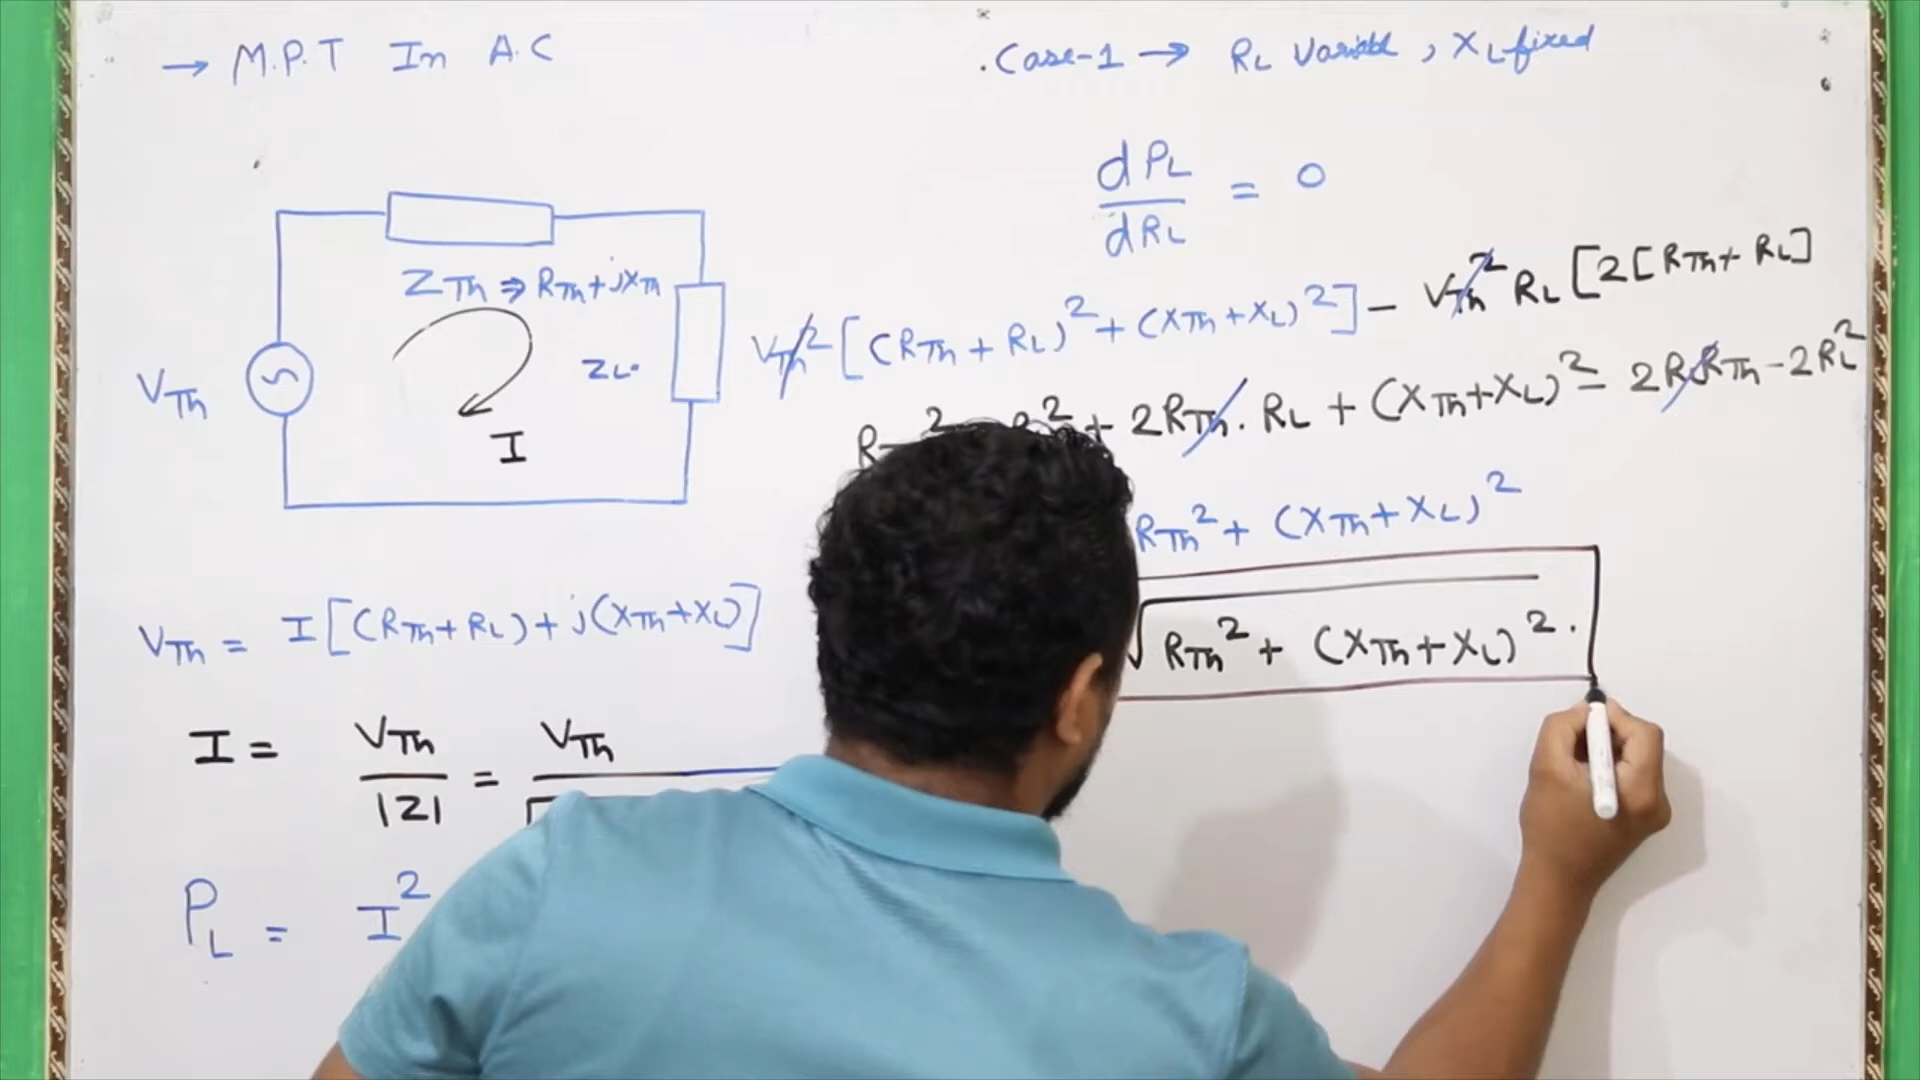 → M.P.T In A.C
Case-1 → RL Variable, XL fixed
dPL/dRL = 0
ZTh ⇒ RTh+jXTh
ZL
VTh
I
VTh² [(RTh + RL)² + (XTh+XL)²] - VTh² RL [2[RTh+ RL]
+ 2RTh. RL + (XTh+XL)² - 2RLRTh - 2RL²
RTh² + (XTh+XL)²
√RTh² + (XTh+XL)².
VTh = I[(RTh+RL)+j(XTh+XL)]
I = VTh/|Z| = VTh
PL = I²